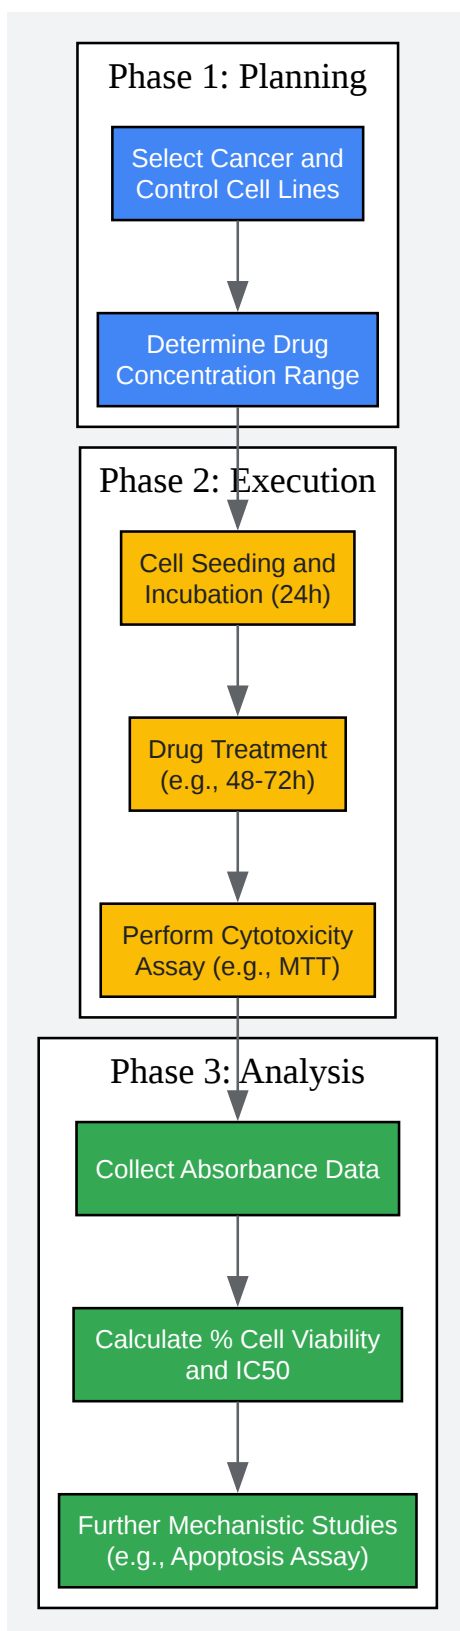 Phase 1: Planning
Select Cancer and
Control Cell Lines
Determine Drug
Concentration Range
Phase 2: Execution
Cell Seeding and
Incubation (24h)
Drug Treatment
(e.g., 48-72h)
Perform Cytotoxicity
Assay (e.g., MTT)
Phase 3: Analysis
Collect Absorbance Data
Calculate % Cell Viability
and IC50
Further Mechanistic Studies
(e.g., Apoptosis Assay)